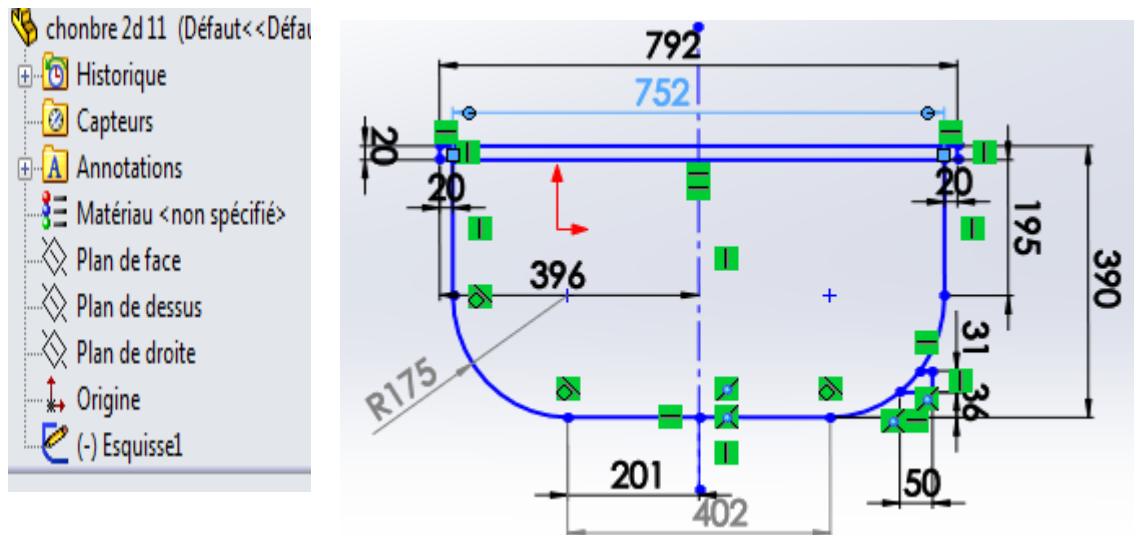 chonbre 2d 11 (Défaut<<Défau
Historique
Capteurs
A Annotations
Matériau <non spécifié>
Plan de face
Plan de dessus
Plan de droite
Origine
(-) Esquisse1
792
752
20
20
20
195
390
396
R175
31
36
201
50
402